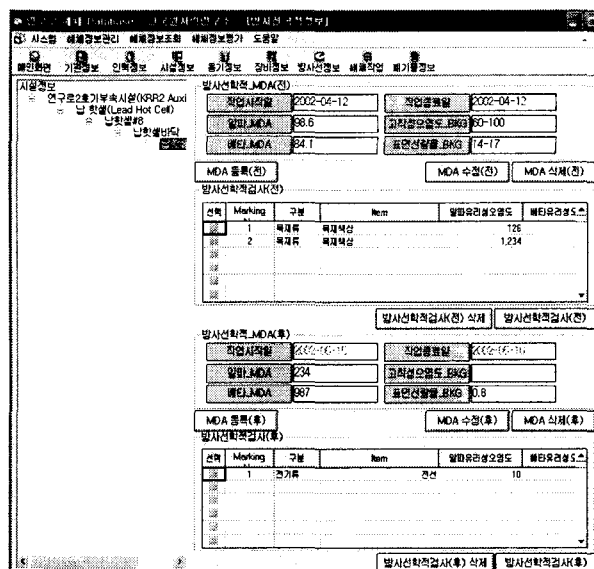 시스템 해체정보관리 해체정보조회 해체정보평가 도움말
메인화면 기관정보 인력정보 시설정보 동기정보 장비정보 방사선정보 해체작업 폐기물정보
시설정보
연구로2호기부속시설(KRR2 Auxi
납 핫셀(Lead Hot Cell)
납핫셀#8
납핫셀바닥
방사선학적_MDA(전)
작업시작일 2002-04-12 작업종료일 2002-04-12
알파_MDA 98.6 고착성오염도_BKG 60-100
베타_MDA 84.1 표면선량율_BKG 14-17
MDA 등록(전) MDA 수정(전) MDA 삭제(전)
방사선학적검사(전)
선택 Marking 구분 Item 알파유리성오염도 베타유리성도
1 목재류 목재책상 126
2 목재류 목재책상 1,234
방사선학적검사(전) 삭제 방사선학적검사(전)
방사선학적_MDA(후)
작업시작일 작업종료일
알파_MDA 234 고착성오염도_BKG
베타_MDA 987 표면선량율_BKG 0.8
MDA 등록(후) MDA 수정(후) MDA 삭제(후)
방사선학적검사(후)
선택 Marking 구분 Item 알파유리성오염도 베타유리성
1 전기류 전선 10
방사선학적검사(후) 삭제 방사선학적검사(후)